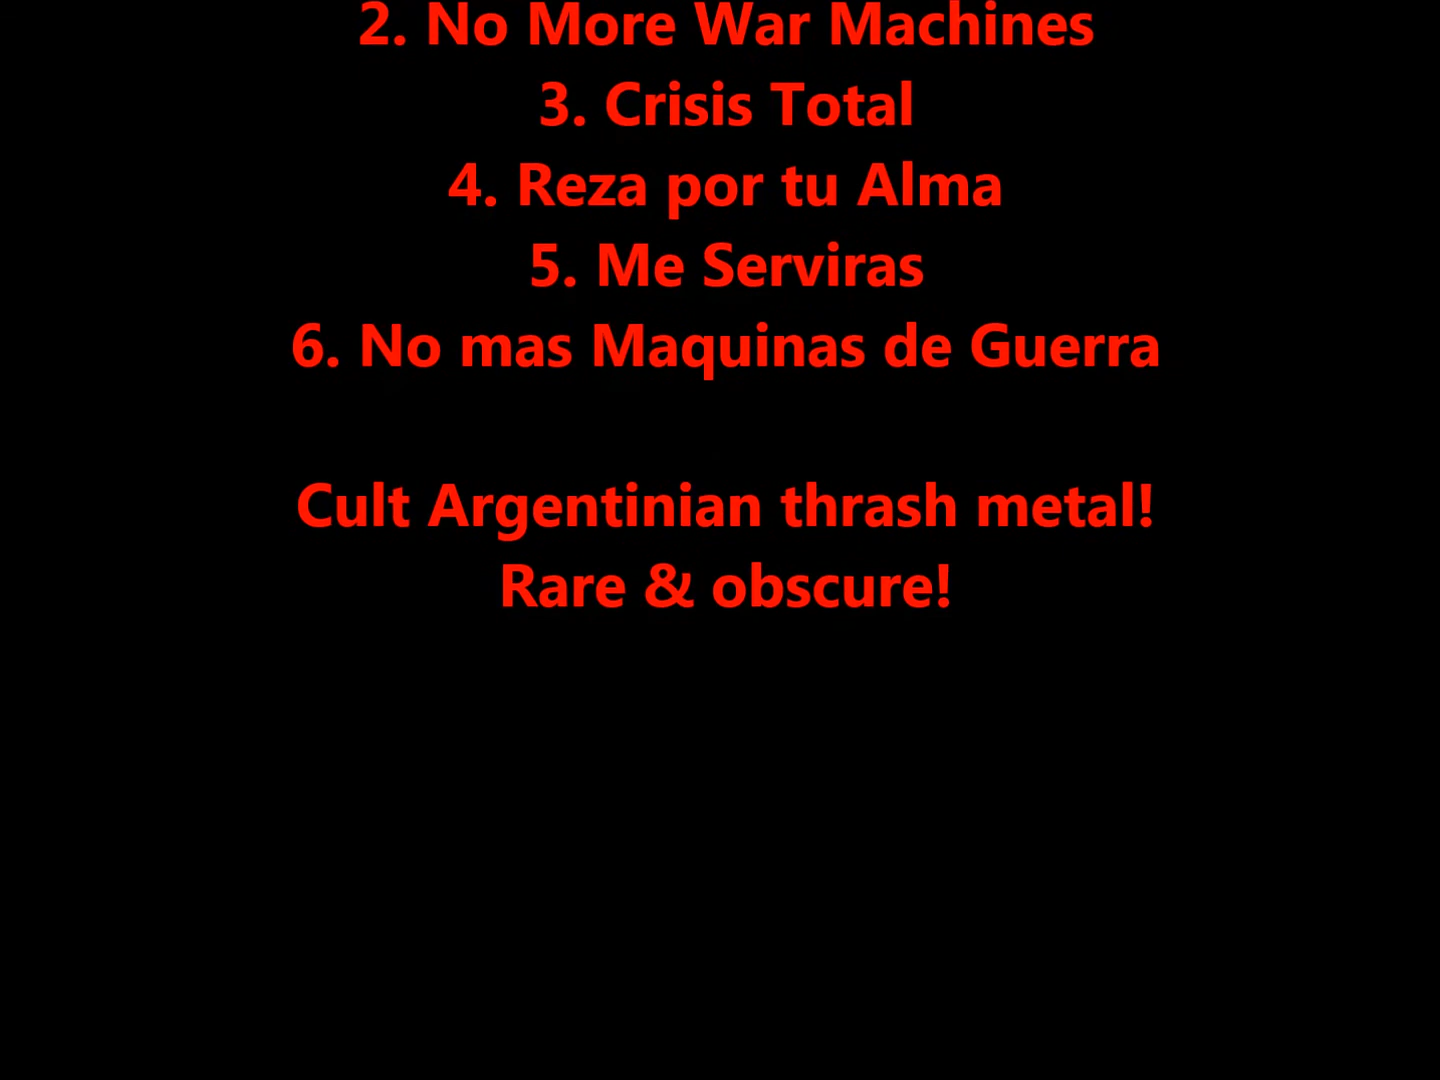 2. No More War Machines
3. Crisis Total
4. Reza por tu Alma
5. Me Serviras
6. No mas Maquinas de Guerra
Cult Argentinian thrash metal!
Rare & obscure!